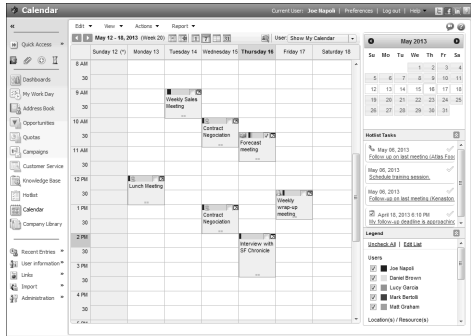 Calendar
Current User: Joe Napoli | Preferences | Log out | Help
Quick Access
Dashboards
My Work Day
Address Book
Opportunities
Quotas
Campaigns
Customer Service
Knowledge Base
Hotlist
Calendar
Company Library
Recent Entries
User information
Links
Import
Administration
Edit View Actions Report
May 12 - 18, 2013 (Week 20)
User: Show My Calendar
Sunday 12 (*) Monday 13 Tuesday 14 Wednesday 15 Thursday 16 Friday 17 Saturday 18
8 AM
30
9 AM
30
10 AM
30
11 AM
30
12 PM
30
1 PM
30
2 PM
30
3 PM
30
4 PM
30
5 PM
Weekly Sales Meeting
Contract Negociation
Forecast meeting
Lunch Meeting
Weekly wrap-up meeting
Contract Negociation
Interview with SF Chronicle
May 2013
Su Mo Tu We Th Fr Sa
1 2 3 4
5 6 7 8 9 10 11
12 13 14 15 16 17 18
19 20 21 22 23 24 25
26 27 28 29 30 31
Hotlist Tasks
May 08, 2013
Follow up on last meeting (Atlas Food
May 06, 2013
Schedule training session.
May 06, 2013
Follow-up on last meeting (Kenaston
April 18, 2013 6:10 PM
My follow-up deadline is approaching
Legend
Uncheck All | Edit List
Users
Joe Napoli
Daniel Brown
Lucy Garcia
Mark Bertolli
Matt Graham
Location(s) / Resource(s)